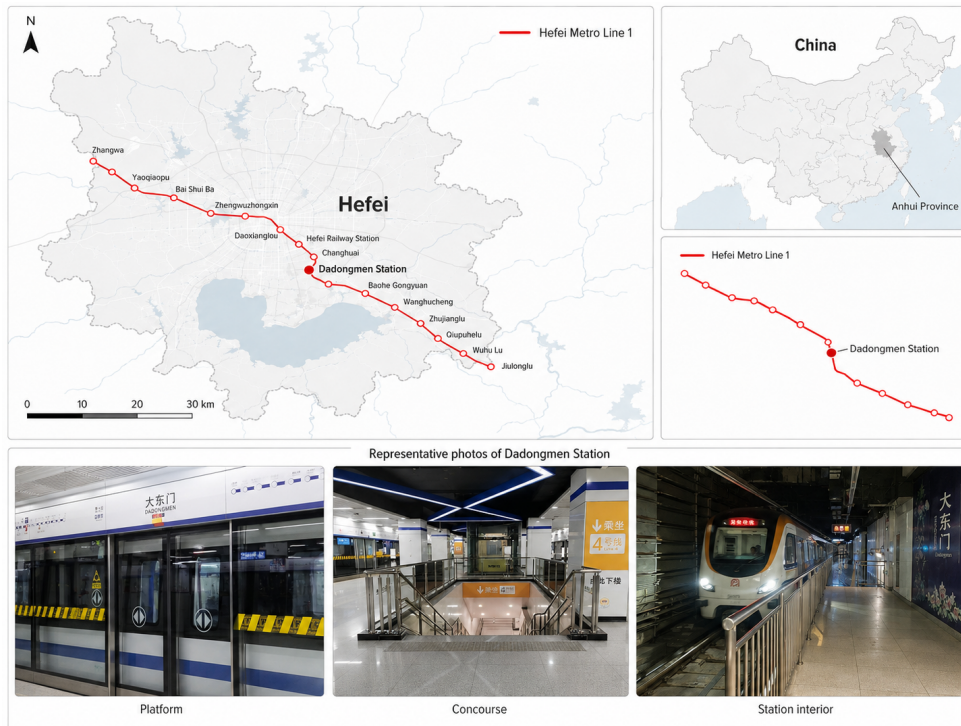 N
Hefei Metro Line 1
Zhangwa
Yaoqiaopu
Bai Shui Ba
Zhengwuzhongxin
Daoxianglou
Hefei Railway Station
Changhuai
Dadongmen Station
Baohe Gongyuan
Wanghucheng
Zhujianglu
Qiupuhelu
Wuhu Lu
Jiulonglu
Hefei
0 10 20 30 km
China
Anhui Province
Hefei Metro Line 1
Dadongmen Station
Representative photos of Dadongmen Station
大东门
DADONGMEN
乘坐
4号线
乘坐
大东门
Platform
Concourse
Station interior